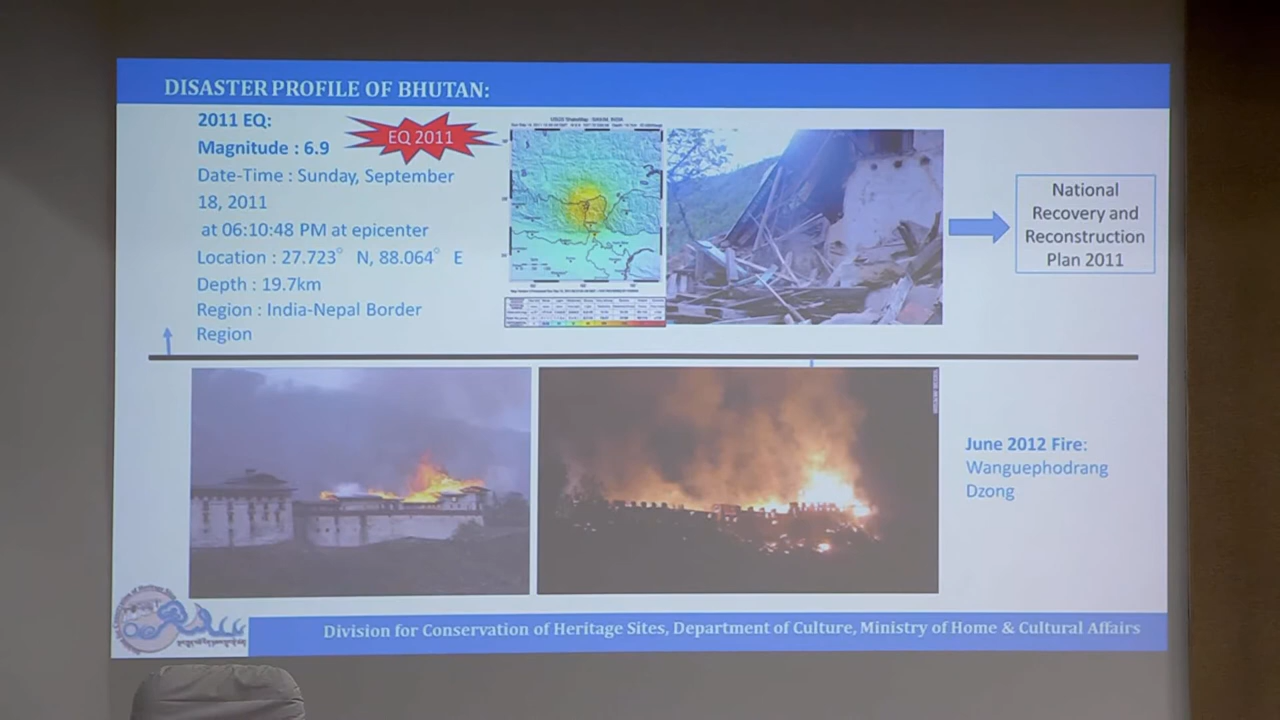 DISASTER PROFILE OF BHUTAN:
2011 EQ:
EQ 2011
Magnitude : 6.9
Date-Time : Sunday, September
18, 2011
at 06:10:48 PM at epicenter
Location : 27.723° N, 88.064° E
Depth : 19.7km
Region : India-Nepal Border
Region
National
Recovery and
Reconstruction
Plan 2011
June 2012 Fire:
Wanguephodrang
Dzong
Division for Conservation of Heritage Sites, Department of Culture, Ministry of Home & Cultural Affairs